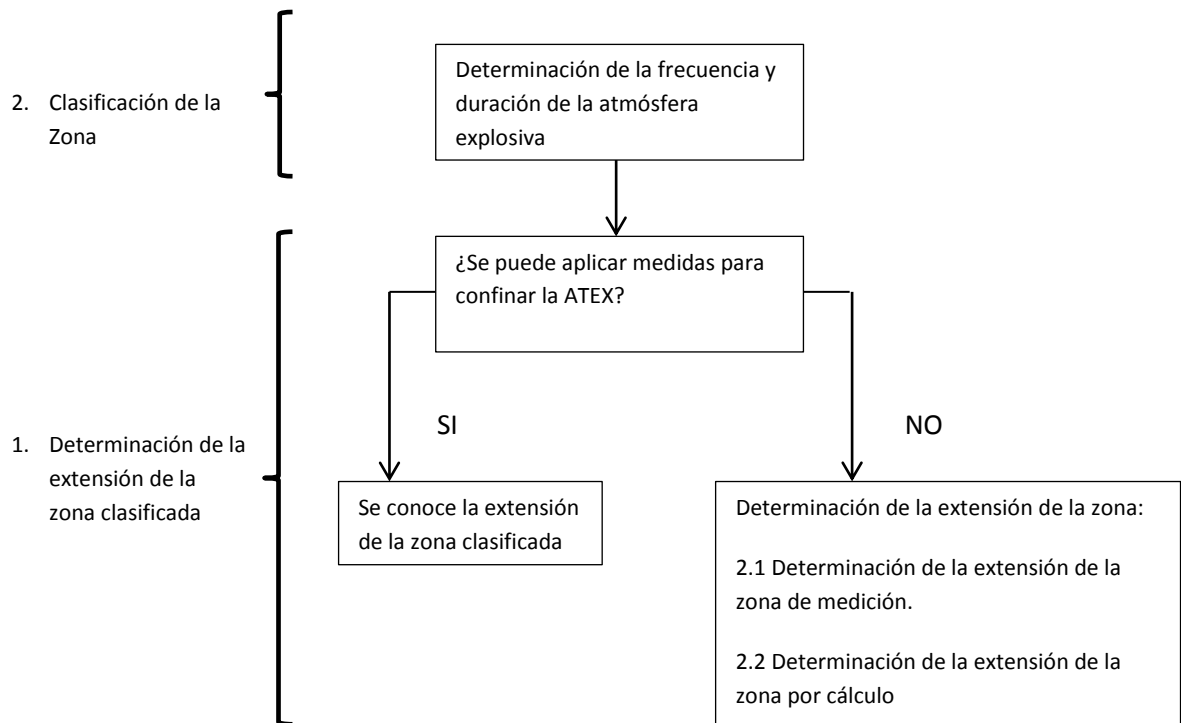 2. Clasificación de la
Zona
Determinación de la frecuencia y
duración de la atmósfera
explosiva
¿Se puede aplicar medidas para
confinar la ATEX?
SI
NO
1. Determinación de la
extensión de la
zona clasificada
Se conoce la extensión
de la zona clasificada
Determinación de la extensión de la zona:
2.1 Determinación de la extensión de la
zona de medición.
2.2 Determinación de la extensión de la
zona por cálculo